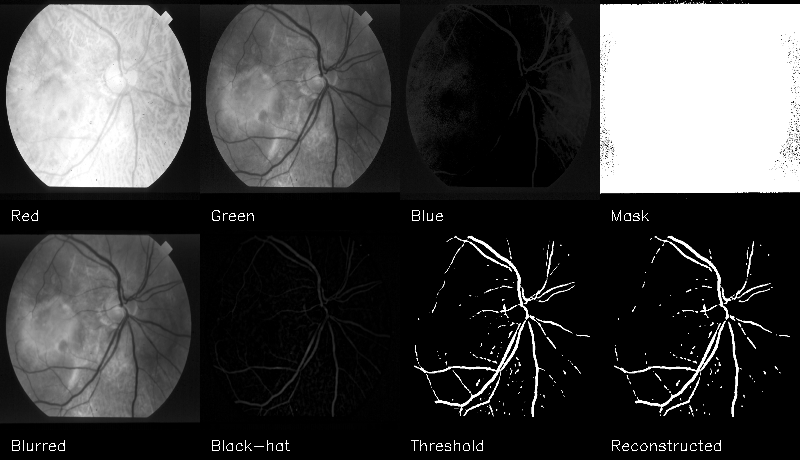 Red
Green
Blue
Mask
Blurred
Black-hat
Threshold
Reconstructed